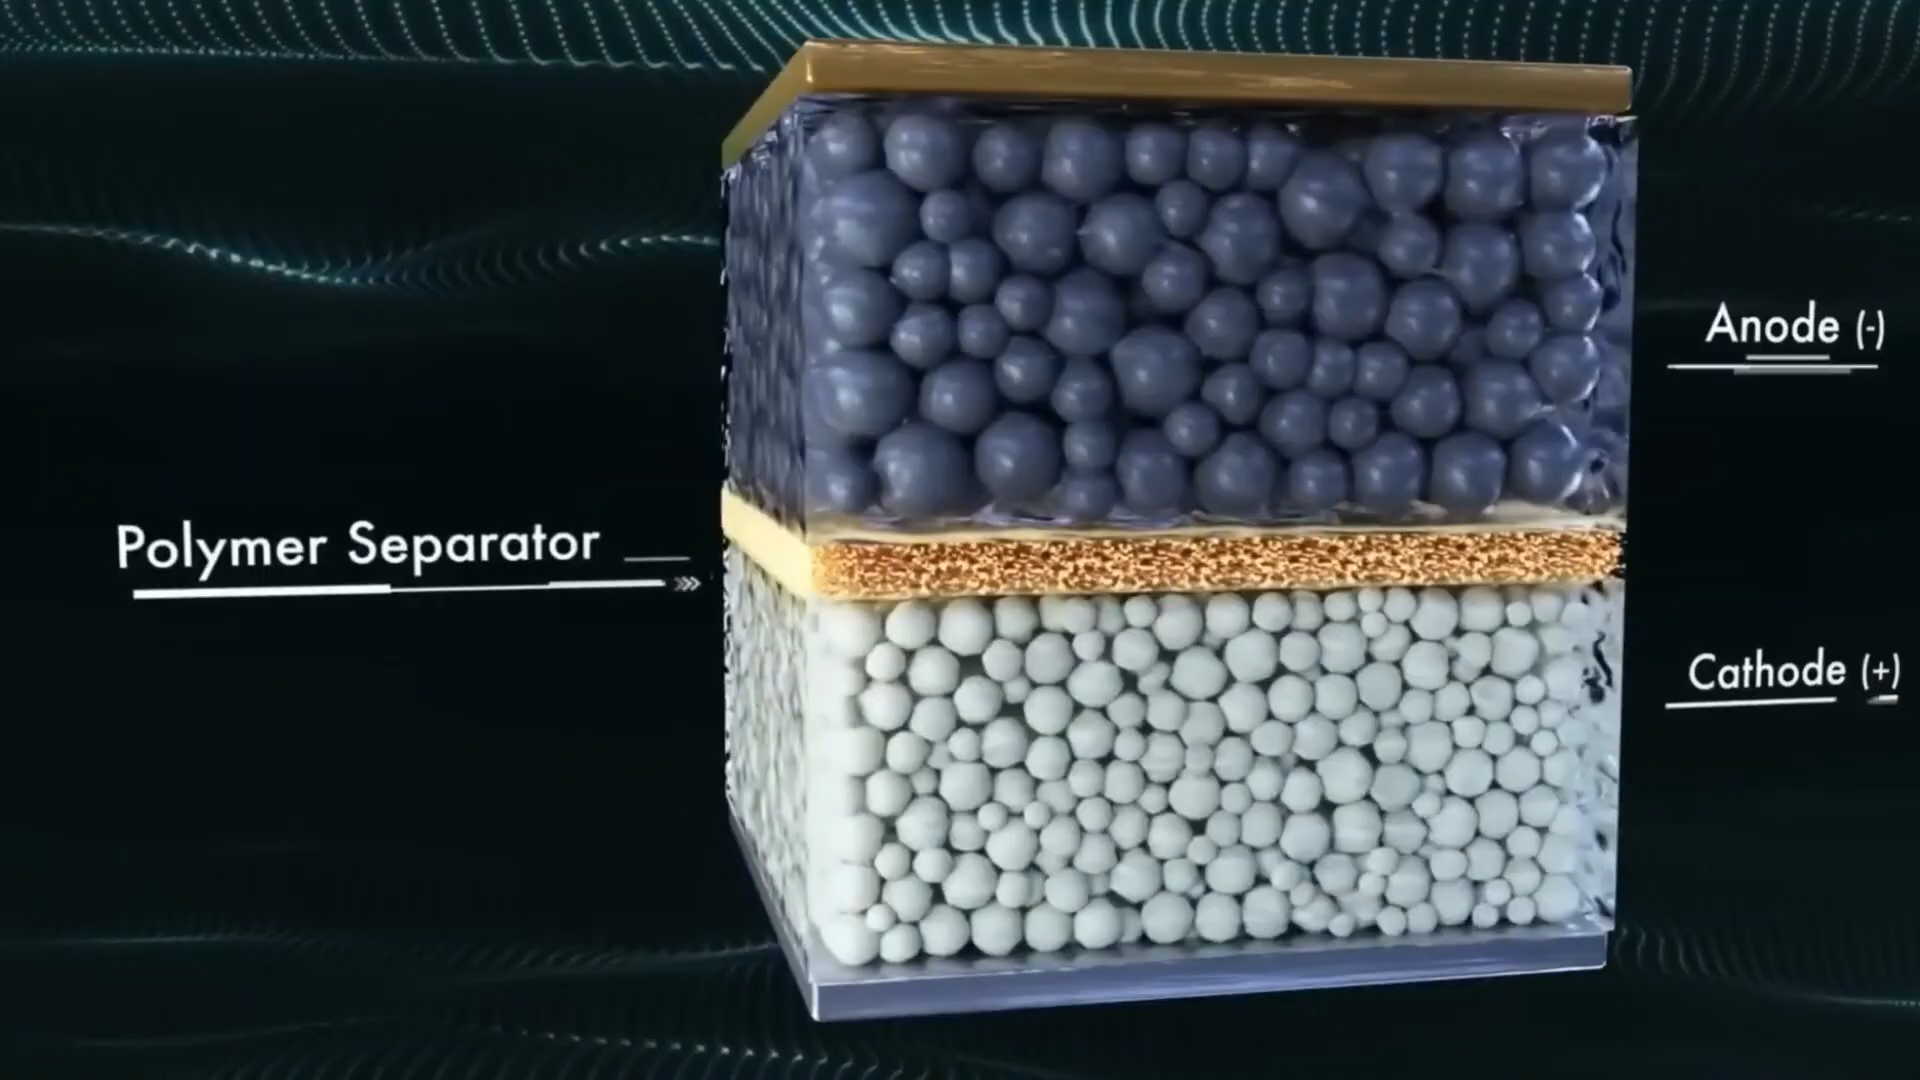 Anode (-)
Polymer Separator
Cathode (+)